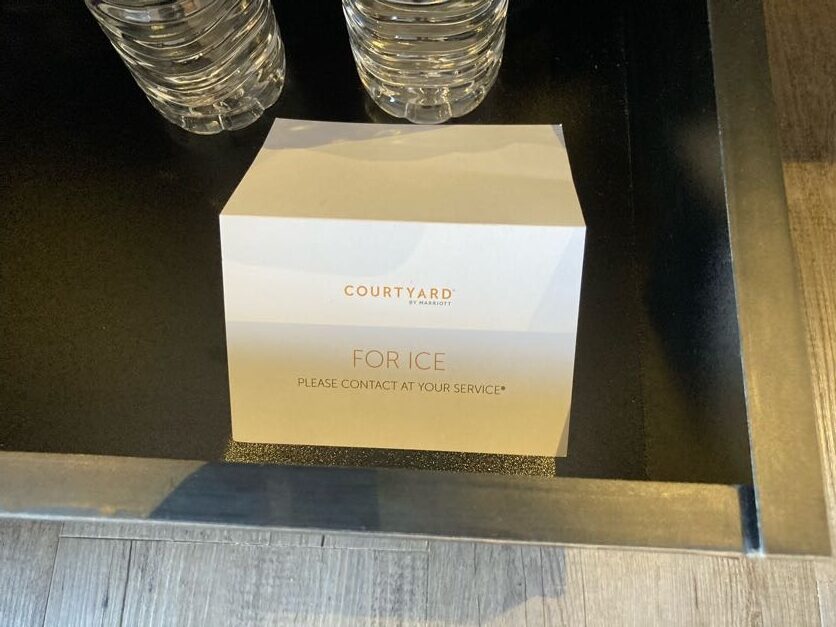 COURTYARD
BY MARRIOTT
FOR ICE
PLEASE CONTACT AT YOUR SERVICE®